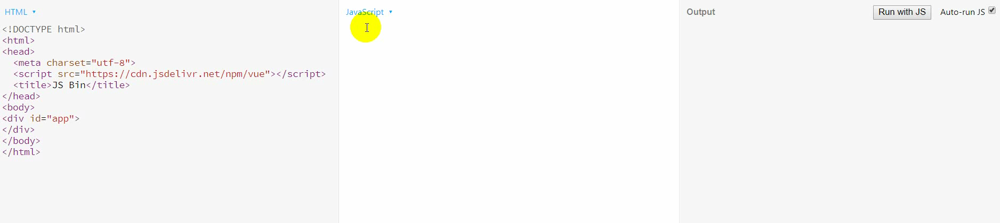 HTML ▾
<!DOCTYPE html>
<html>
<head>
  <meta charset="utf-8">
  <script src="https://cdn.jsdelivr.net/npm/vue"></script>
  <title>JS Bin</title>
</head>
<body>
<div id="app">
</div>
</body>
</html>
JavaScript ▾
Output
Run with JS
Auto-run JS